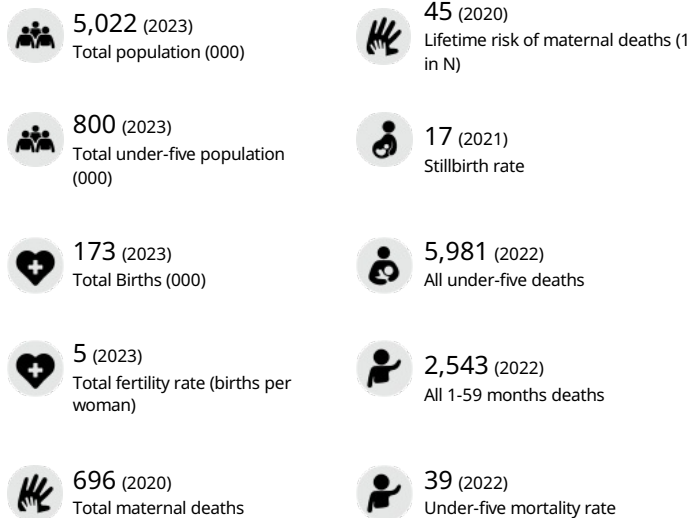 5,022 (2023)
Total population (000)
800 (2023)
Total under-five population
(000)
173 (2023)
Total Births (000)
5 (2023)
Total fertility rate (births per
woman)
696 (2020)
Total maternal deaths
45 (2020)
Lifetime risk of maternal deaths (1
in N)
17 (2021)
Stillbirth rate
5,981 (2022)
All under-five deaths
2,543 (2022)
All 1-59 months deaths
39 (2022)
Under-five mortality rate